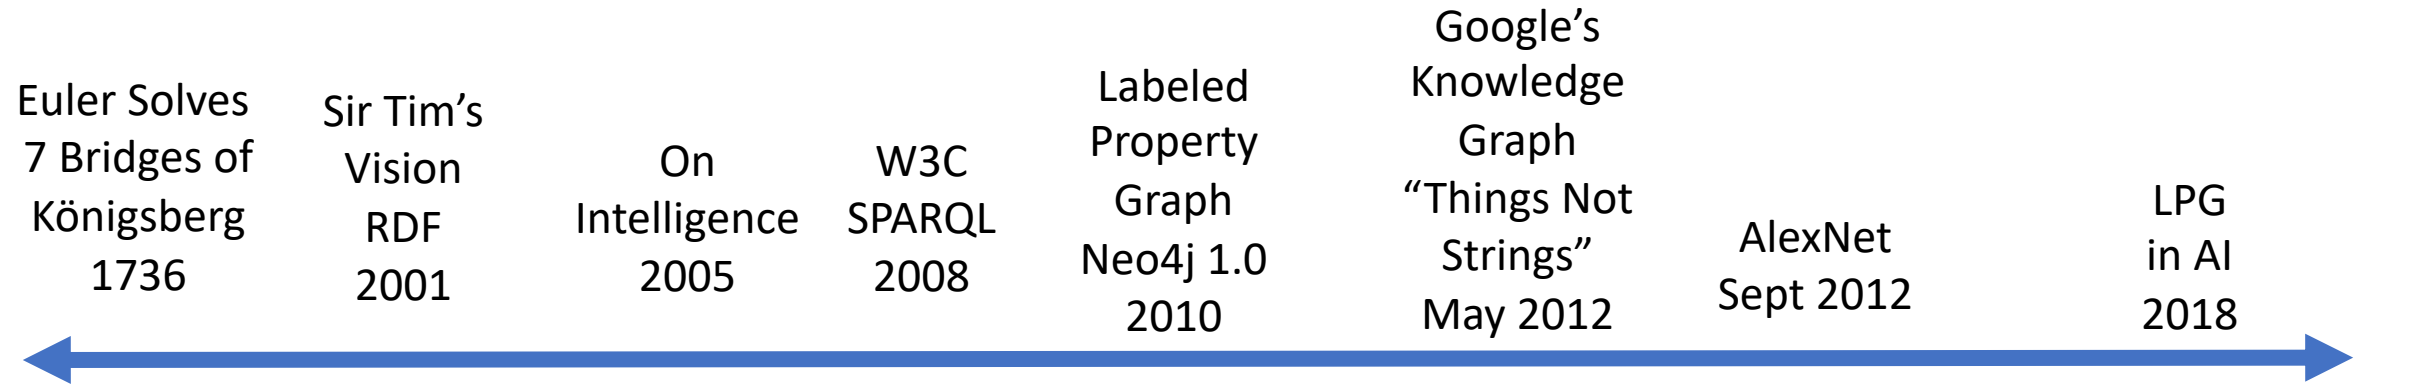 Euler Solves
7 Bridges of
Königsberg
1736
Sir Tim’s
Vision
RDF
2001
On
Intelligence
2005
W3C
SPARQL
2008
Labeled
Property
Graph
Neo4j 1.0
2010
Google’s
Knowledge
Graph
“Things Not
Strings”
May 2012
AlexNet
Sept 2012
LPG
in AI
2018